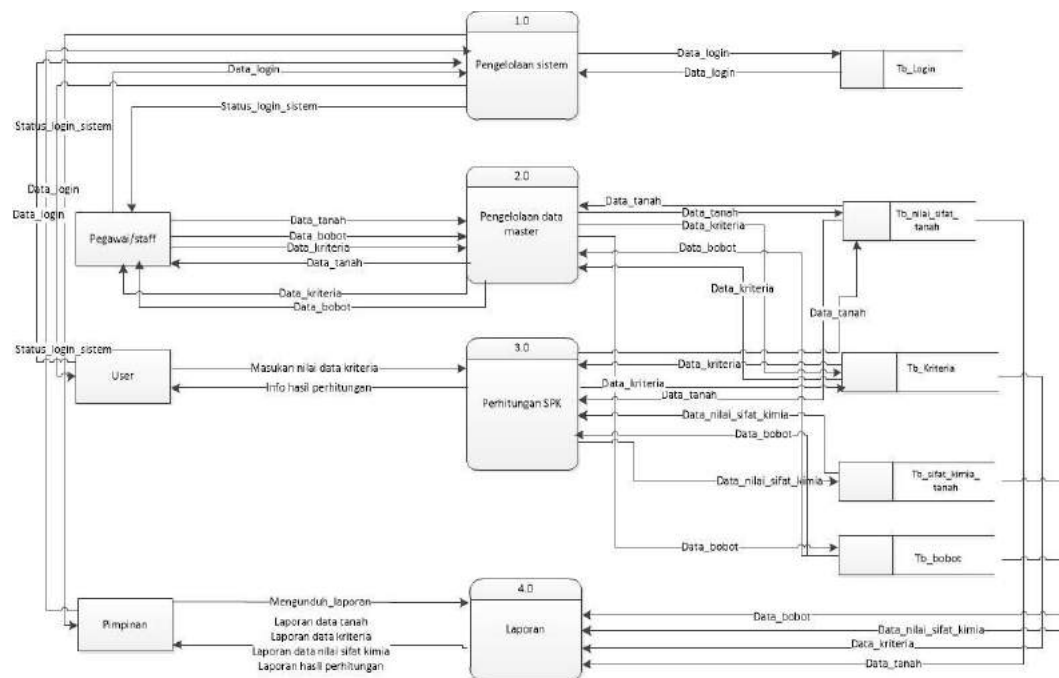 1.0
Pengelolaan sistem
Data_login
Data_login
Tb_Login
Data_login
Status_login_sistem
Status_login_sistem
Data_login
Data_login
2.0
Pengelolaan data
master
Data_tanah
Data_tanah
Data_kriteria
Data_bobot
Tb_nilai_sifat_
tanah
Pegawai/staff
Data_tanah
Data_bobot
Data_kriteria
Data_tanah
Data_kriteria
Data_bobot
Data_kriteria
Data_tanah
Status_login_sistem
User
Masukan nilai data kriteria
Info hasil perhitungan
3.0
Perhitungan SPK
Data_kriteria
Data_kriteria
Data_tanah
Data_nilai_sifat_kimia
Data_bobot
Tb_Kriteria
Data_nilai_sifat_kimia
Tb_sifat_kimia_
tanah
Data_bobot
Tb_bobot
Pimpinan
Mengunduh_laporan
Laporan data tanah
Laporan data kriteria
Laporan data nilai sifat kimia
Laporan hasil perhitungan
4.0
Laporan
Data_bobot
Data_nilai_sifat_kimia
Data_kriteria
Data_tanah